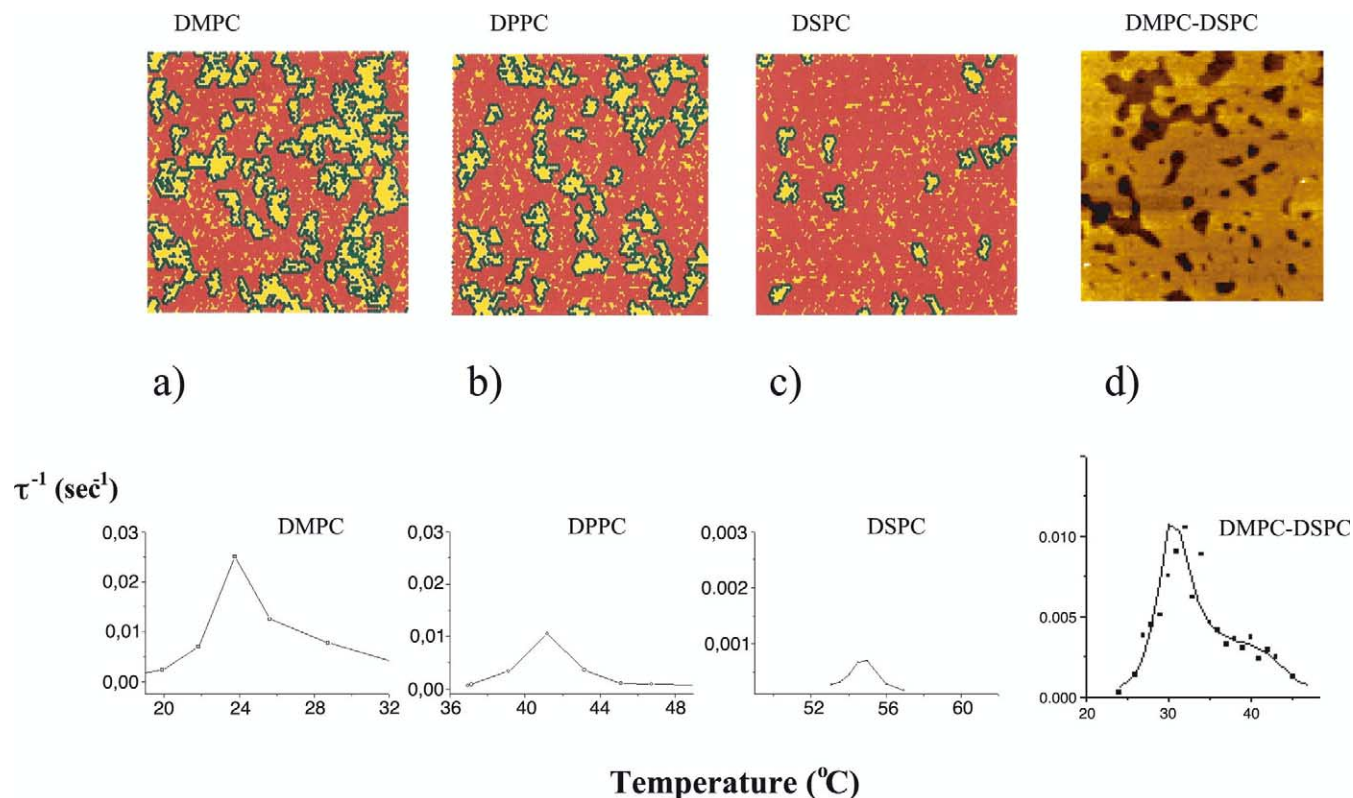 DMPC DPPC DSPC DMPC-DSPC
a) b) c) d)
τ⁻¹ (sec⁻¹)
DMPC DPPC DSPC DMPC-DSPC
0,03 0,03 0,003 0.010
0,02 0,02 0.002 0.005
0,01 0,01 0.001 0.000
0,00 0,00
20 24 28 32 36 40 44 48 52 56 60 20 30 40
Temperature (°C)